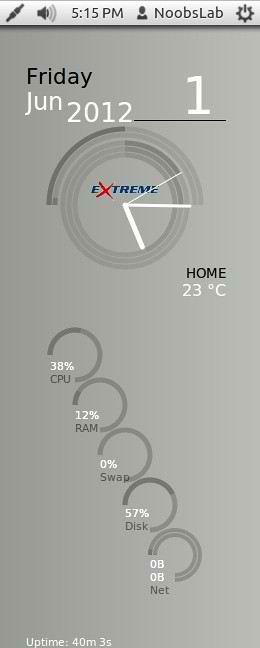 5:15 PM NoobsLab
Friday
Jun 2012 1
EXTREME
HOME
23 °C
38%
CPU
12%
RAM
0%
Swap
57%
Disk
0B
0B
Net
Uptime: 40m 3s